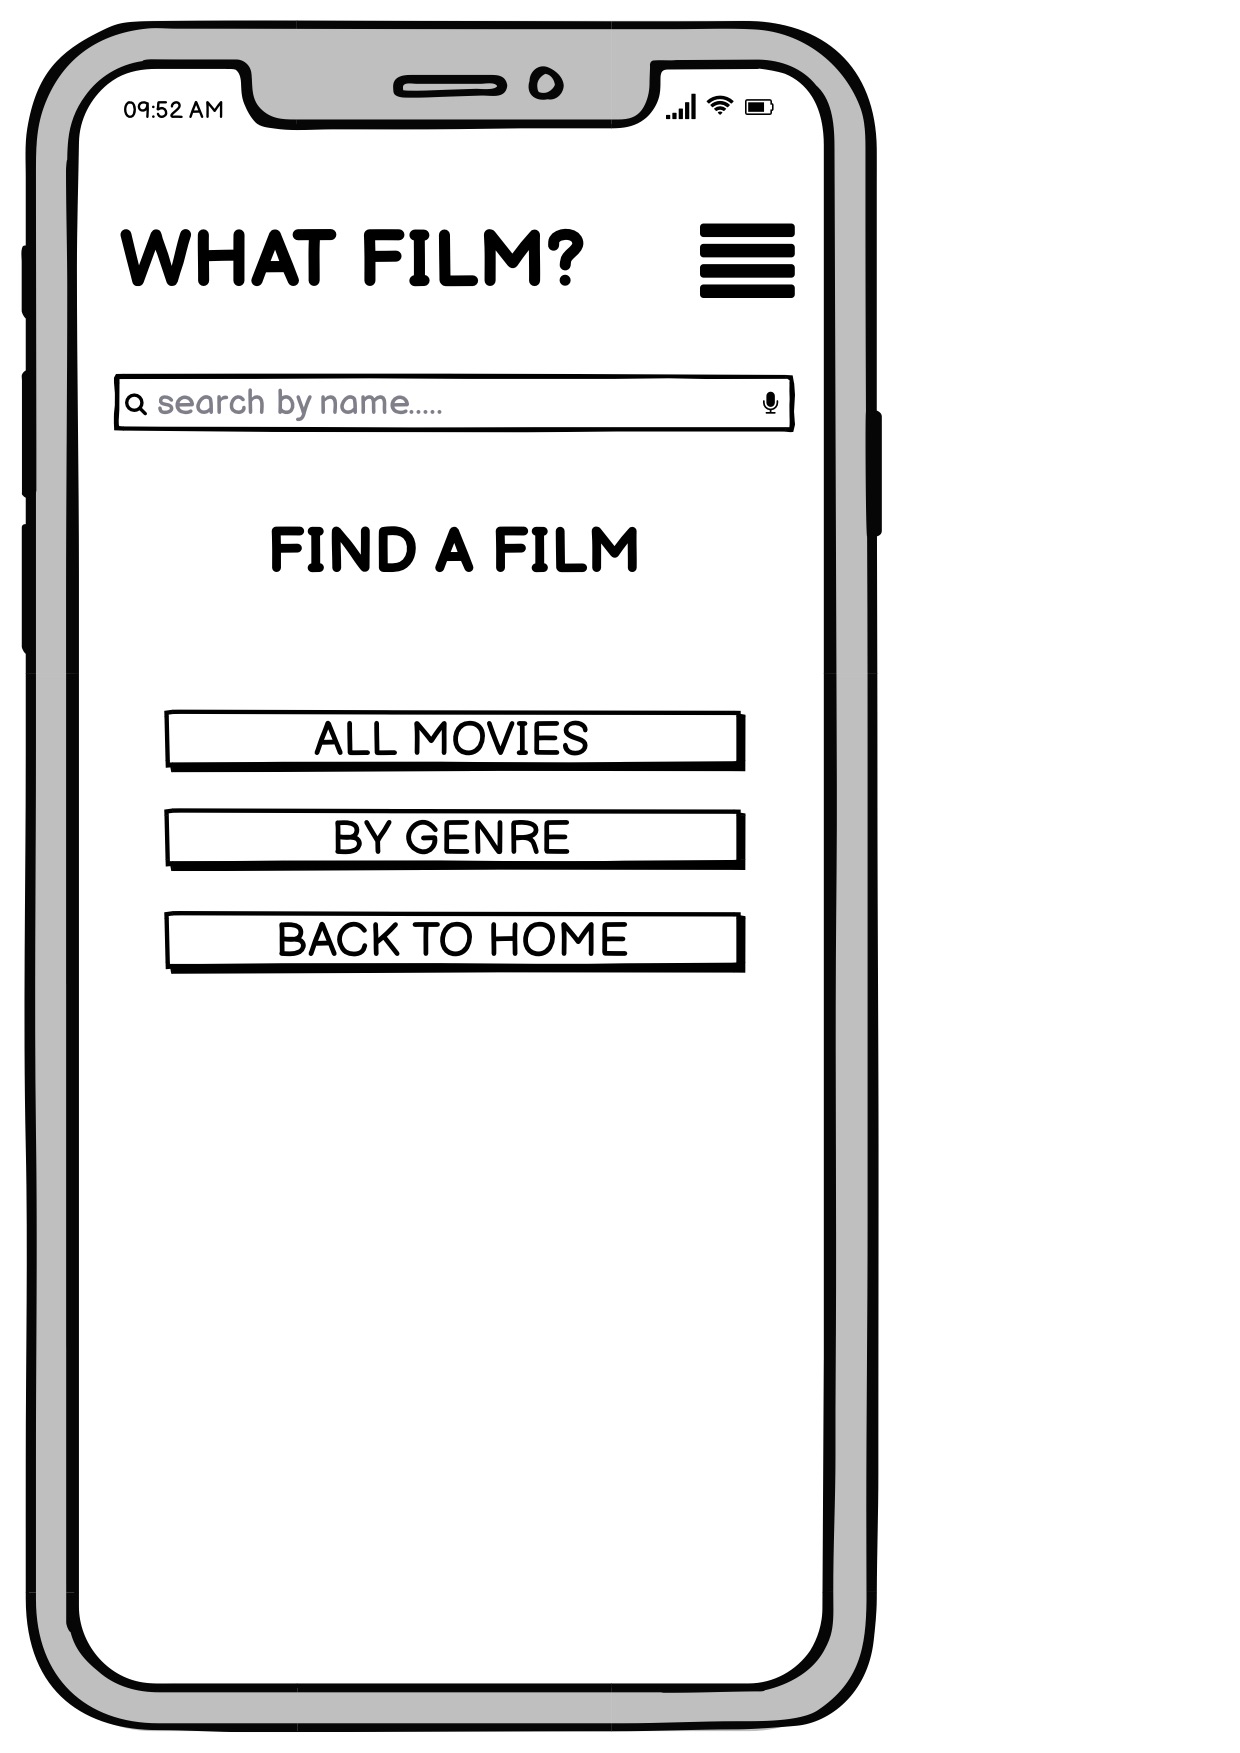 09:52 AM
WHAT FILM?
search by name.....
FIND A FILM
ALL MOVIES
BY GENRE
BACK TO HOME